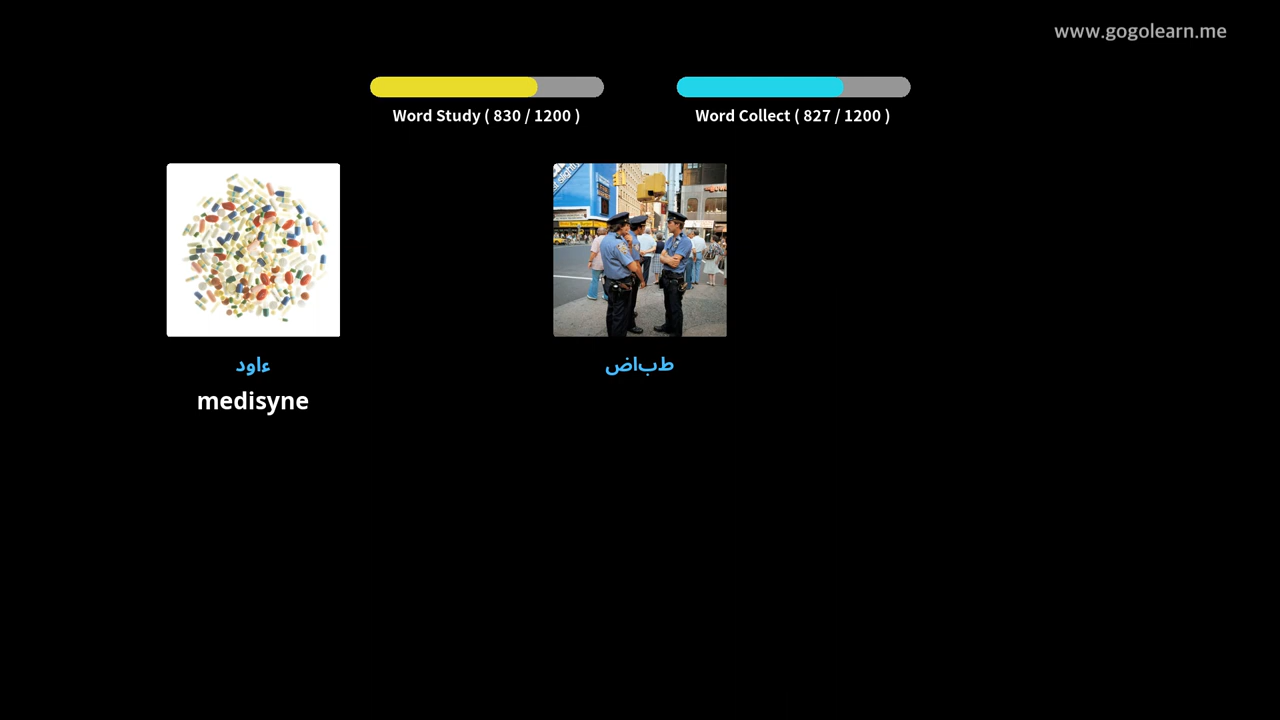 www.gogolearn.me
Word Study ( 830 / 1200 )
Word Collect ( 827 / 1200 )
ءاود
medisyne
طباض